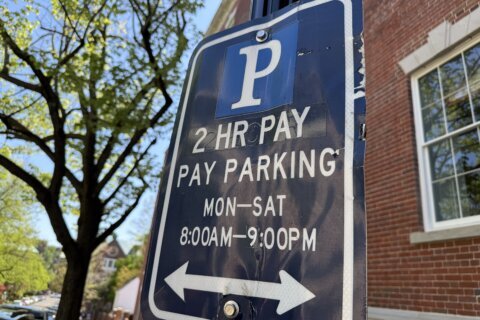 P
2 HR PAY
PAY PARKING
MON–SAT
8:00AM–9:00PM